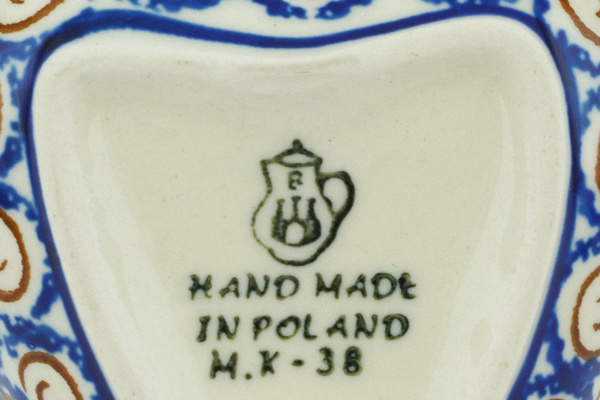 B
HAND MADE
IN POLAND
M.K-38